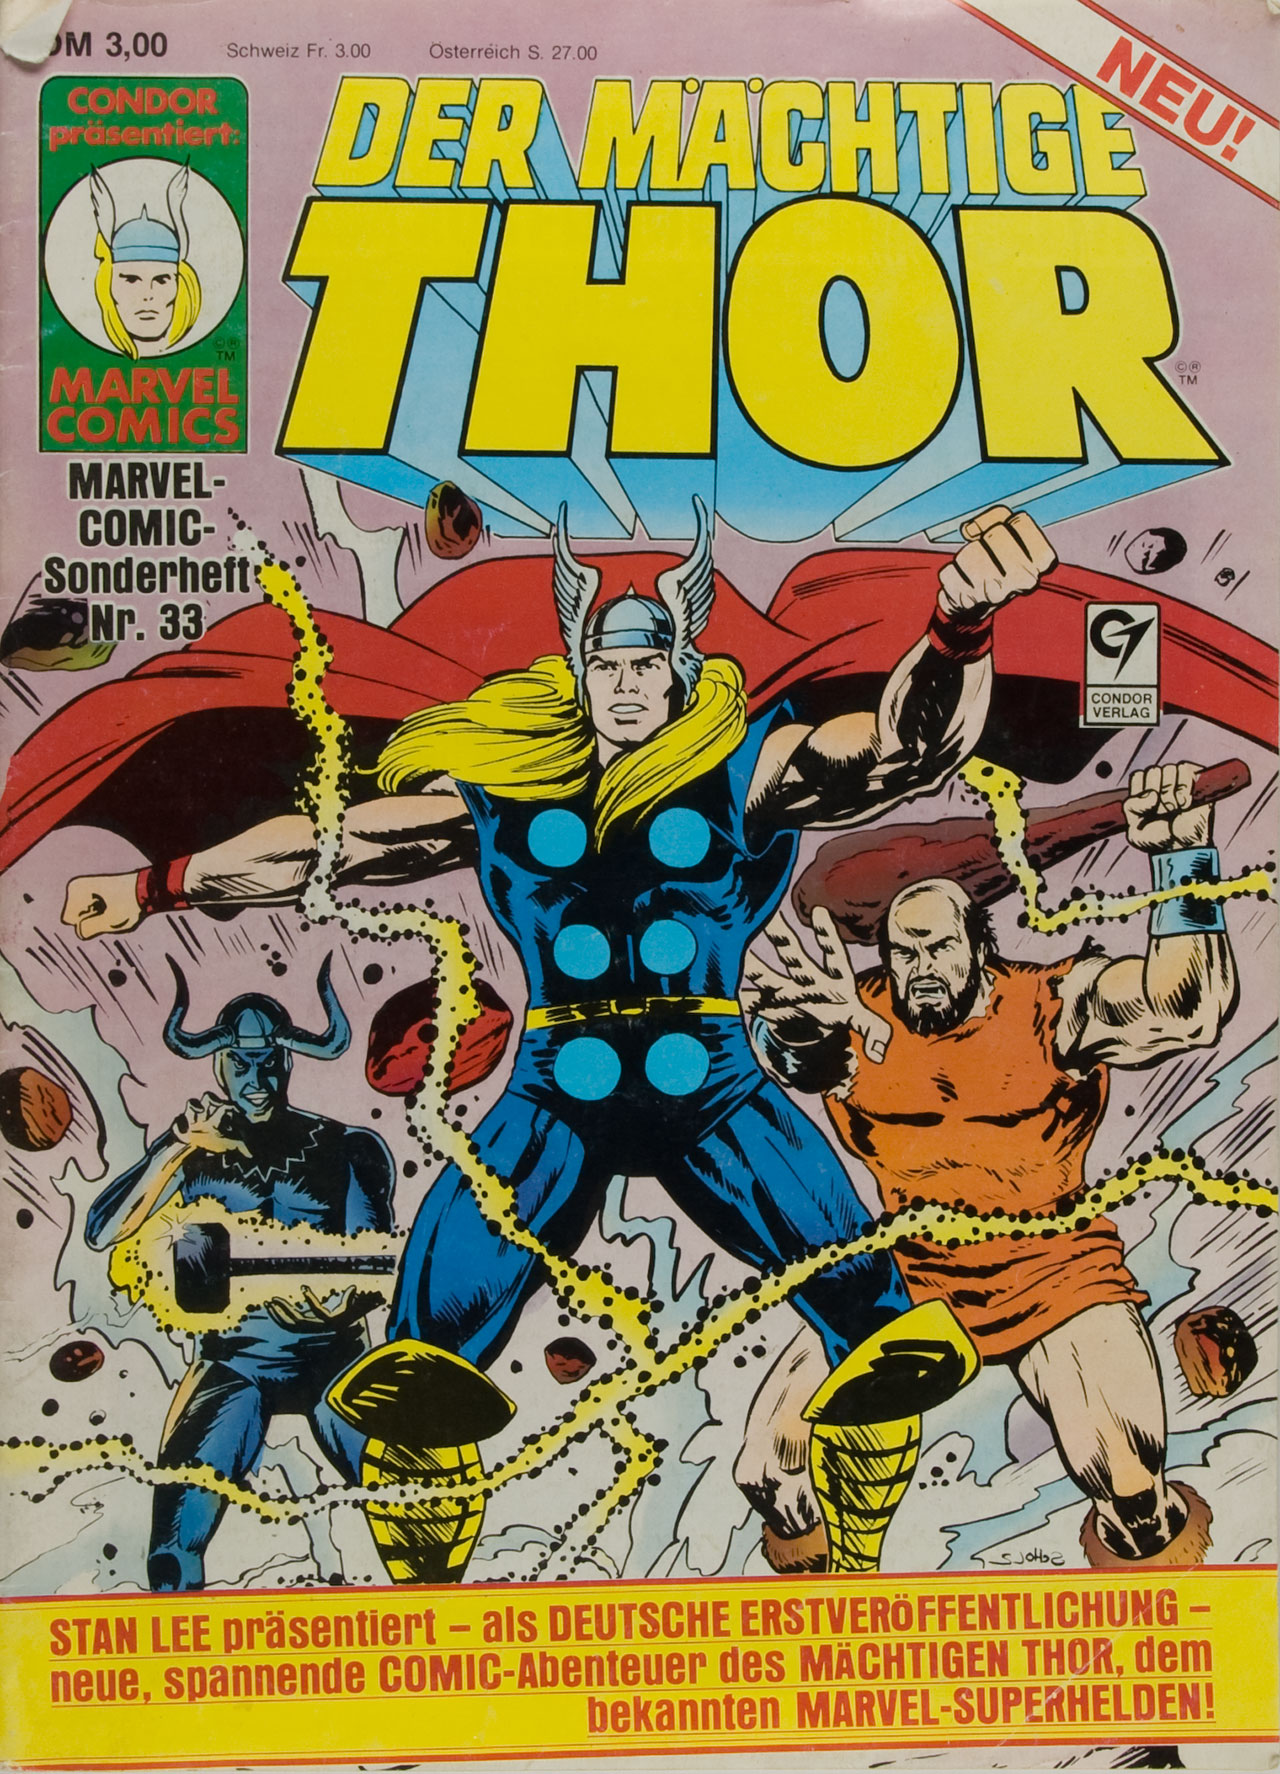 DM 3,00 Schweiz Fr. 3.00 Österreich S. 27.00
NEU!
CONDOR
präsentiert:
©®
TM
MARVEL
COMICS
DER MÄCHTIGE
THOR
©®
TM
MARVEL-
COMIC-
Sonderheft
Nr. 33
CONDOR
VERLAG
STAN LEE präsentiert – als DEUTSCHE ERSTVERÖFFENTLICHUNG –
neue, spannende COMIC-Abenteuer des MÄCHTIGEN THOR, dem
bekannten MARVEL-SUPERHELDEN!